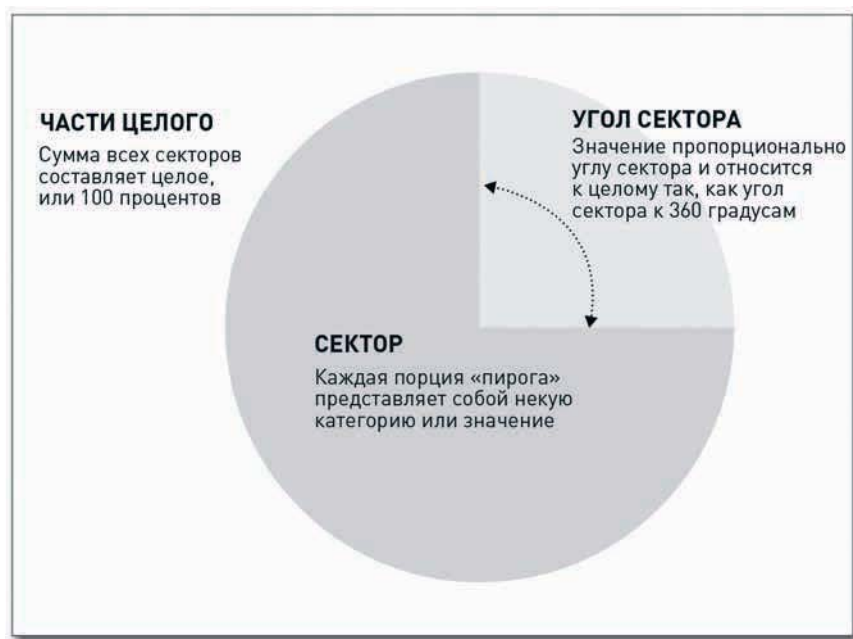 ЧАСТИ ЦЕЛОГО
Сумма всех секторов
составляет целое,
или 100 процентов
УГОЛ СЕКТОРА
Значение пропорционально
углу сектора и относится
к целому так, как угол
сектора к 360 градусам
СЕКТОР
Каждая порция «пирога»
представляет собой некую
категорию или значение